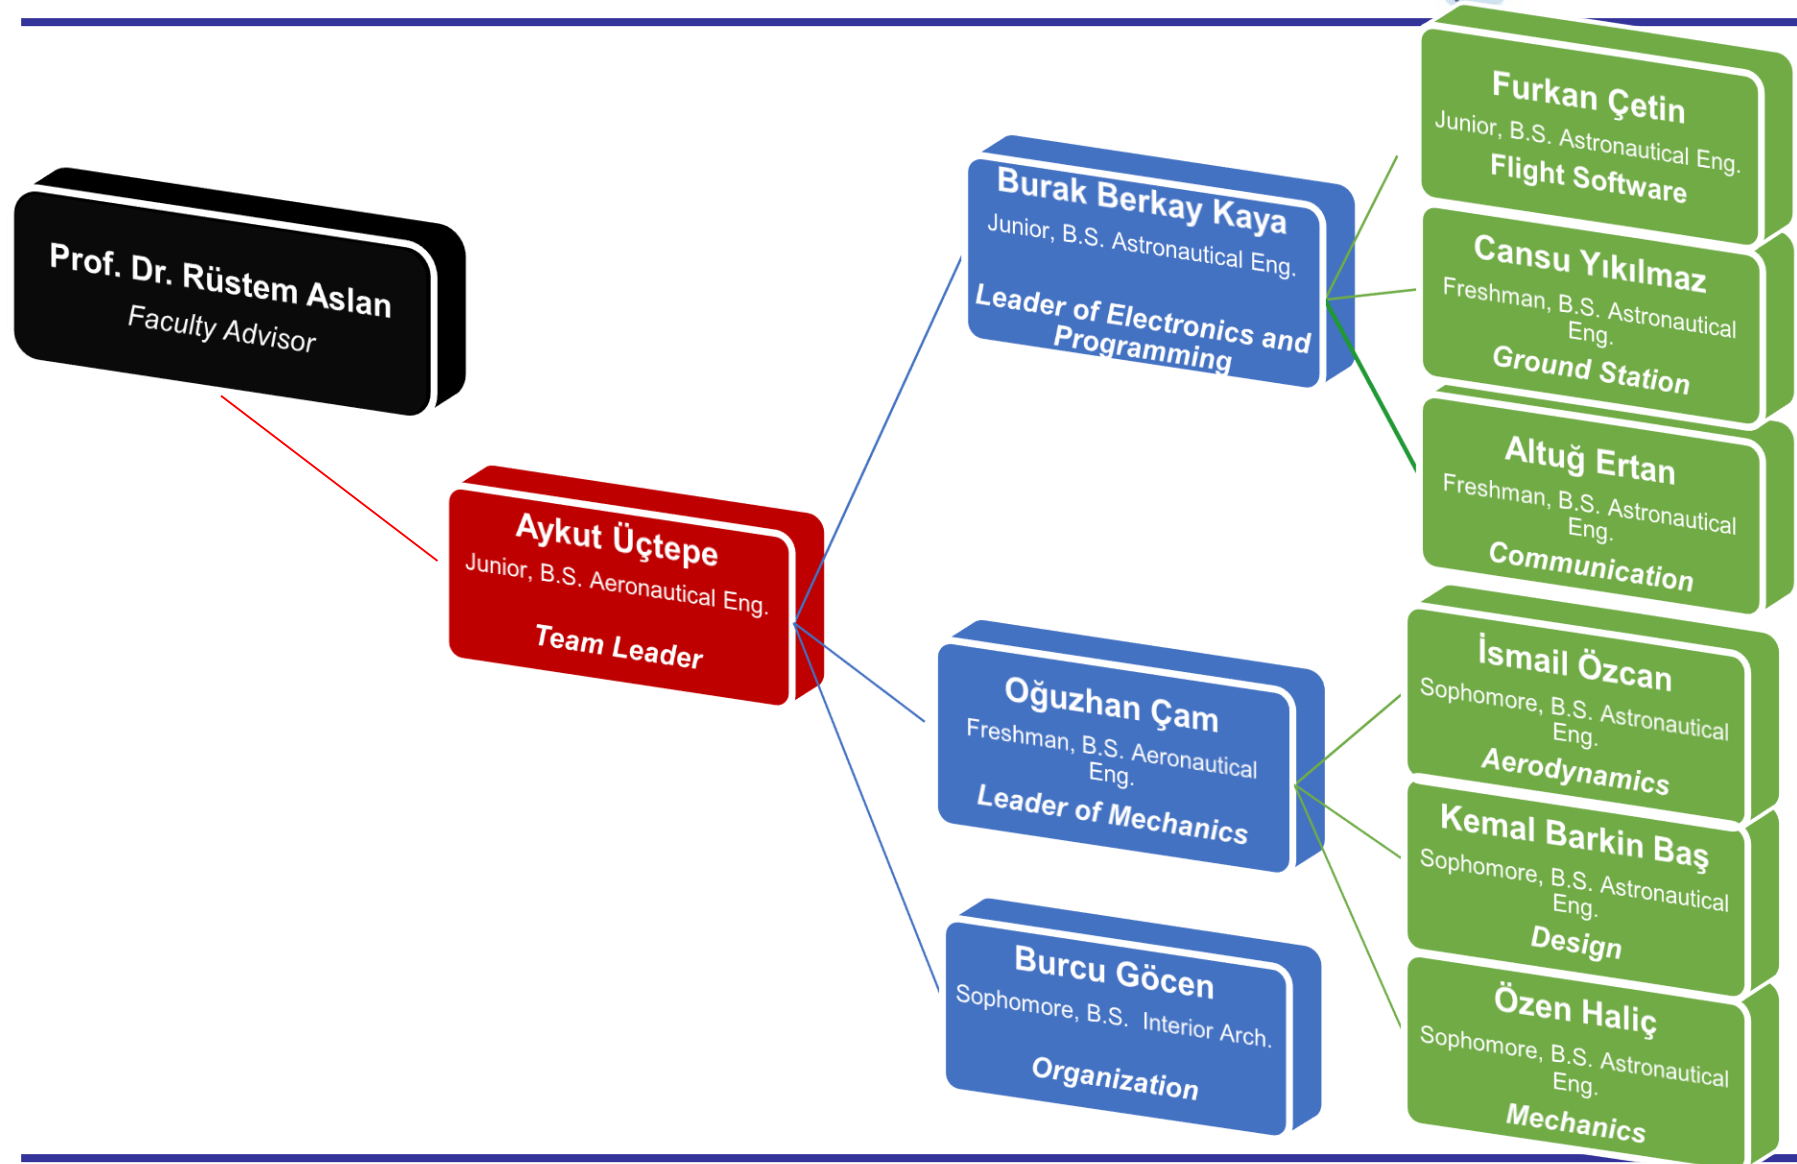 Prof. Dr. Rüstem Aslan
Faculty Advisor
Aykut Üçtepe
Junior, B.S. Aeronautical Eng.
Team Leader
Burak Berkay Kaya
Junior, B.S. Astronautical Eng.
Leader of Electronics and
Programming
Oğuzhan Çam
Freshman, B.S. Aeronautical
Eng.
Leader of Mechanics
Burcu Göcen
Sophomore, B.S. Interior Arch.
Organization
Furkan Çetin
Junior, B.S. Astronautical Eng.
Flight Software
Cansu Yıkılmaz
Freshman, B.S. Astronautical
Eng.
Ground Station
Altuğ Ertan
Freshman, B.S. Astronautical
Eng.
Communication
İsmail Özcan
Sophomore, B.S. Astronautical
Eng.
Aerodynamics
Kemal Barkin Baş
Sophomore, B.S. Astronautical
Eng.
Design
Özen Haliç
Sophomore, B.S. Astronautical
Eng.
Mechanics